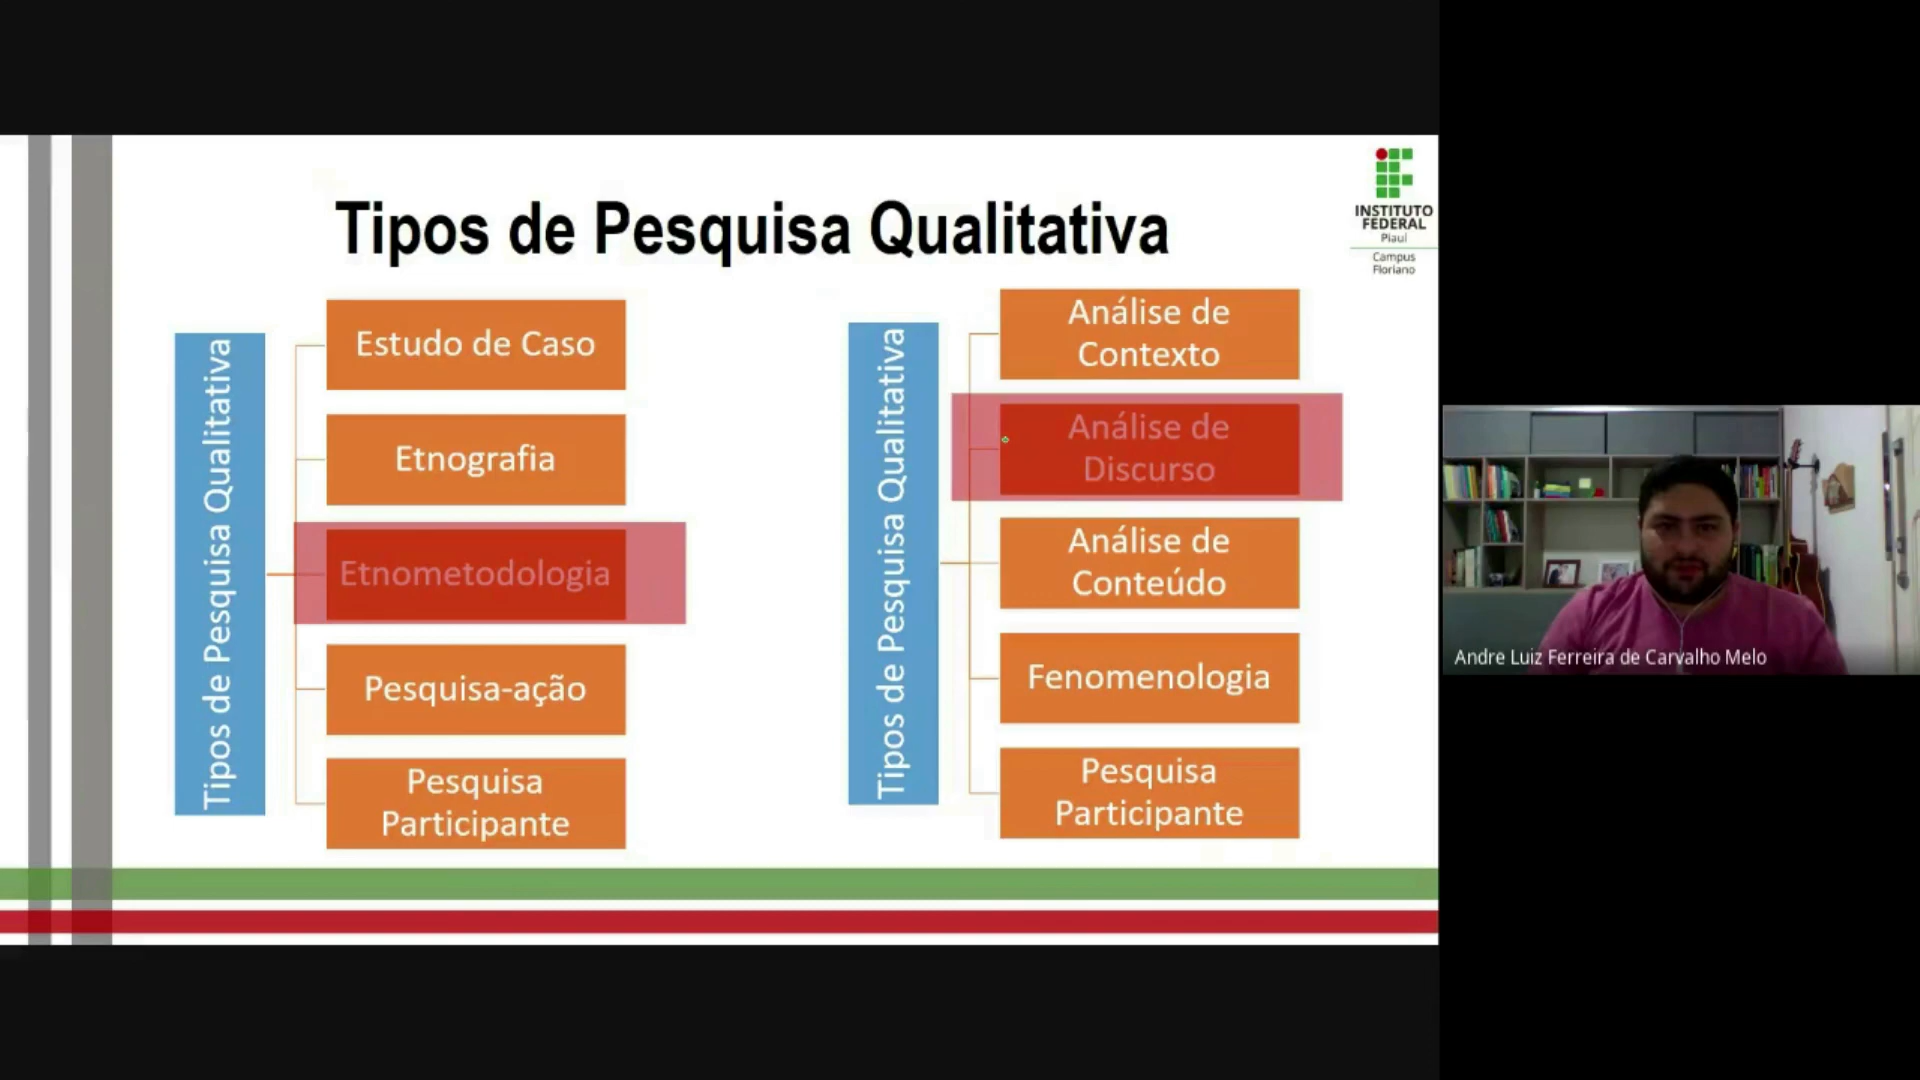 Tipos de Pesquisa Qualitativa
INSTITUTO
FEDERAL
Piauí
Campus
Floriano
Tipos de Pesquisa Qualitativa
Estudo de Caso
Etnografia
Etnometodologia
Pesquisa-ação
Pesquisa
Participante
Tipos de Pesquisa Qualitativa
Análise de
Contexto
Análise de
Discurso
Análise de
Conteúdo
Fenomenologia
Pesquisa
Participante
Andre Luiz Ferreira de Carvalho Melo